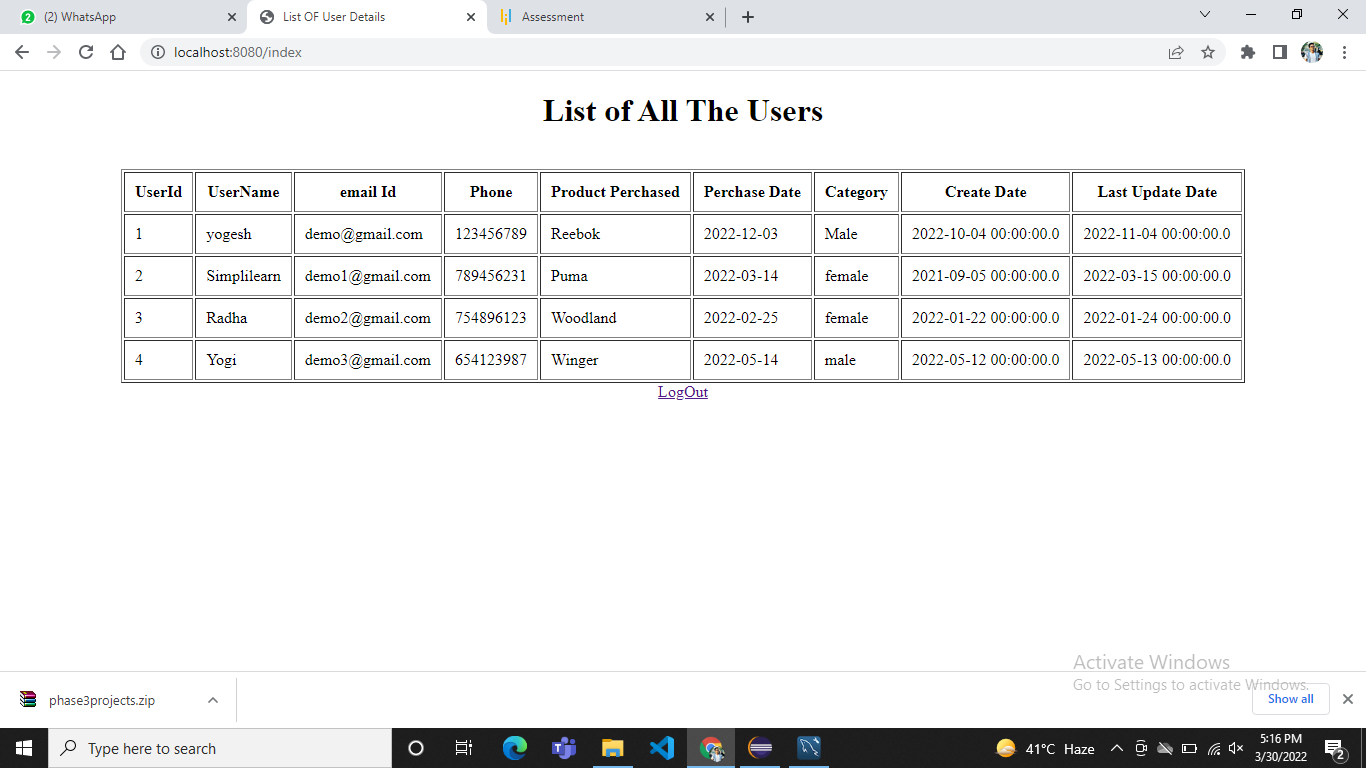 (2) WhatsApp
List OF User Details
Assessment
localhost:8080/index
List of All The Users
UserId UserName email Id Phone Product Perchased Perchase Date Category Create Date Last Update Date
1 yogesh demo@gmail.com 123456789 Reebok 2022-12-03 Male 2022-10-04 00:00:00.0 2022-11-04 00:00:00.0
2 Simplilearn demo1@gmail.com 789456231 Puma 2022-03-14 female 2021-09-05 00:00:00.0 2022-03-15 00:00:00.0
3 Radha demo2@gmail.com 754896123 Woodland 2022-02-25 female 2022-01-22 00:00:00.0 2022-01-24 00:00:00.0
4 Yogi demo3@gmail.com 654123987 Winger 2022-05-14 male 2022-05-12 00:00:00.0 2022-05-13 00:00:00.0
LogOut
Activate Windows
Go to Settings to activate Windows.
phase3projects.zip
Show all
Type here to search
41°C Haze
5:16 PM
3/30/2022
2